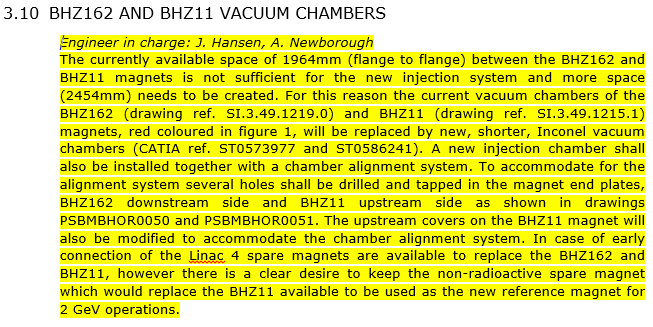 3.10 BHZ162 AND BHZ11 VACUUM CHAMBERS
Engineer in charge: J. Hansen, A. Newborough
The currently available space of 1964mm (flange to flange) between the BHZ162 and
BHZ11 magnets is not sufficient for the new injection system and more space
(2454mm) needs to be created. For this reason the current vacuum chambers of the
BHZ162 (drawing ref. SI.3.49.1219.0) and BHZ11 (drawing ref. SI.3.49.1215.1)
magnets, red coloured in figure 1, will be replaced by new, shorter, Inconel vacuum
chambers (CATIA ref. ST0573977 and ST0586241). A new injection chamber shall
also be installed together with a chamber alignment system. To accommodate for the
alignment system several holes shall be drilled and tapped in the magnet end plates,
BHZ162 downstream side and BHZ11 upstream side as shown in drawings
PSBMBHOR0050 and PSBMBHOR0051. The upstream covers on the BHZ11 magnet will
also be modified to accommodate the chamber alignment system. In case of early
connection of the Linac 4 spare magnets are available to replace the BHZ162 and
BHZ11, however there is a clear desire to keep the non-radioactive spare magnet
which would replace the BHZ11 available to be used as the new reference magnet for
2 GeV operations.